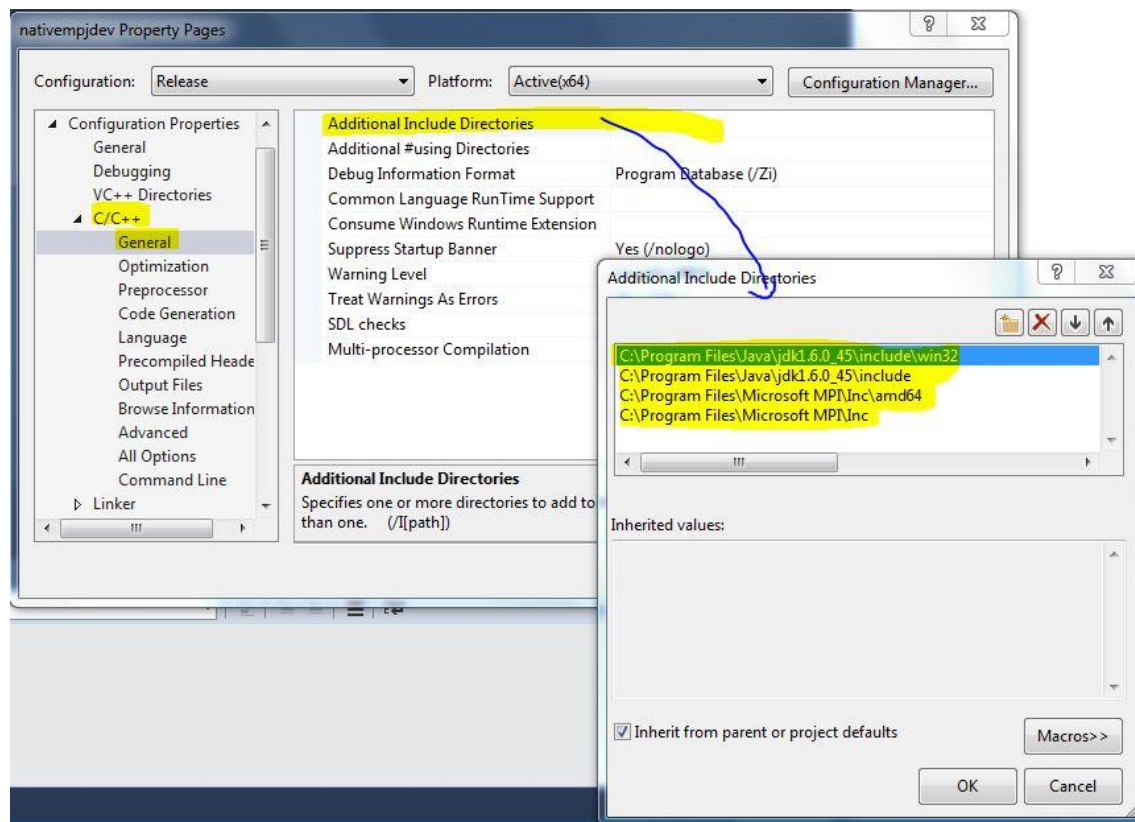 nativempjdev Property Pages
Configuration: Release Platform: Active(x64) Configuration Manager...
Configuration Properties
General
Debugging
VC++ Directories
C/C++
General
Optimization
Preprocessor
Code Generation
Language
Precompiled Heade
Output Files
Browse Information
Advanced
All Options
Command Line
Linker
Additional Include Directories
Additional #using Directories
Debug Information Format Program Database (/Zi)
Common Language RunTime Support
Consume Windows Runtime Extension
Suppress Startup Banner Yes (/nologo)
Warning Level
Treat Warnings As Errors
SDL checks
Multi-processor Compilation
Additional Include Directories
Specifies one or more directories to add to
than one. (/I[path])
Additional Include Directories
C:\Program Files\Java\jdk1.6.0_45\include\win32
C:\Program Files\Java\jdk1.6.0_45\include
C:\Program Files\Microsoft MPI\Inc\amd64
C:\Program Files\Microsoft MPI\Inc
Inherited values:
Inherit from parent or project defaults
Macros>>
OK Cancel